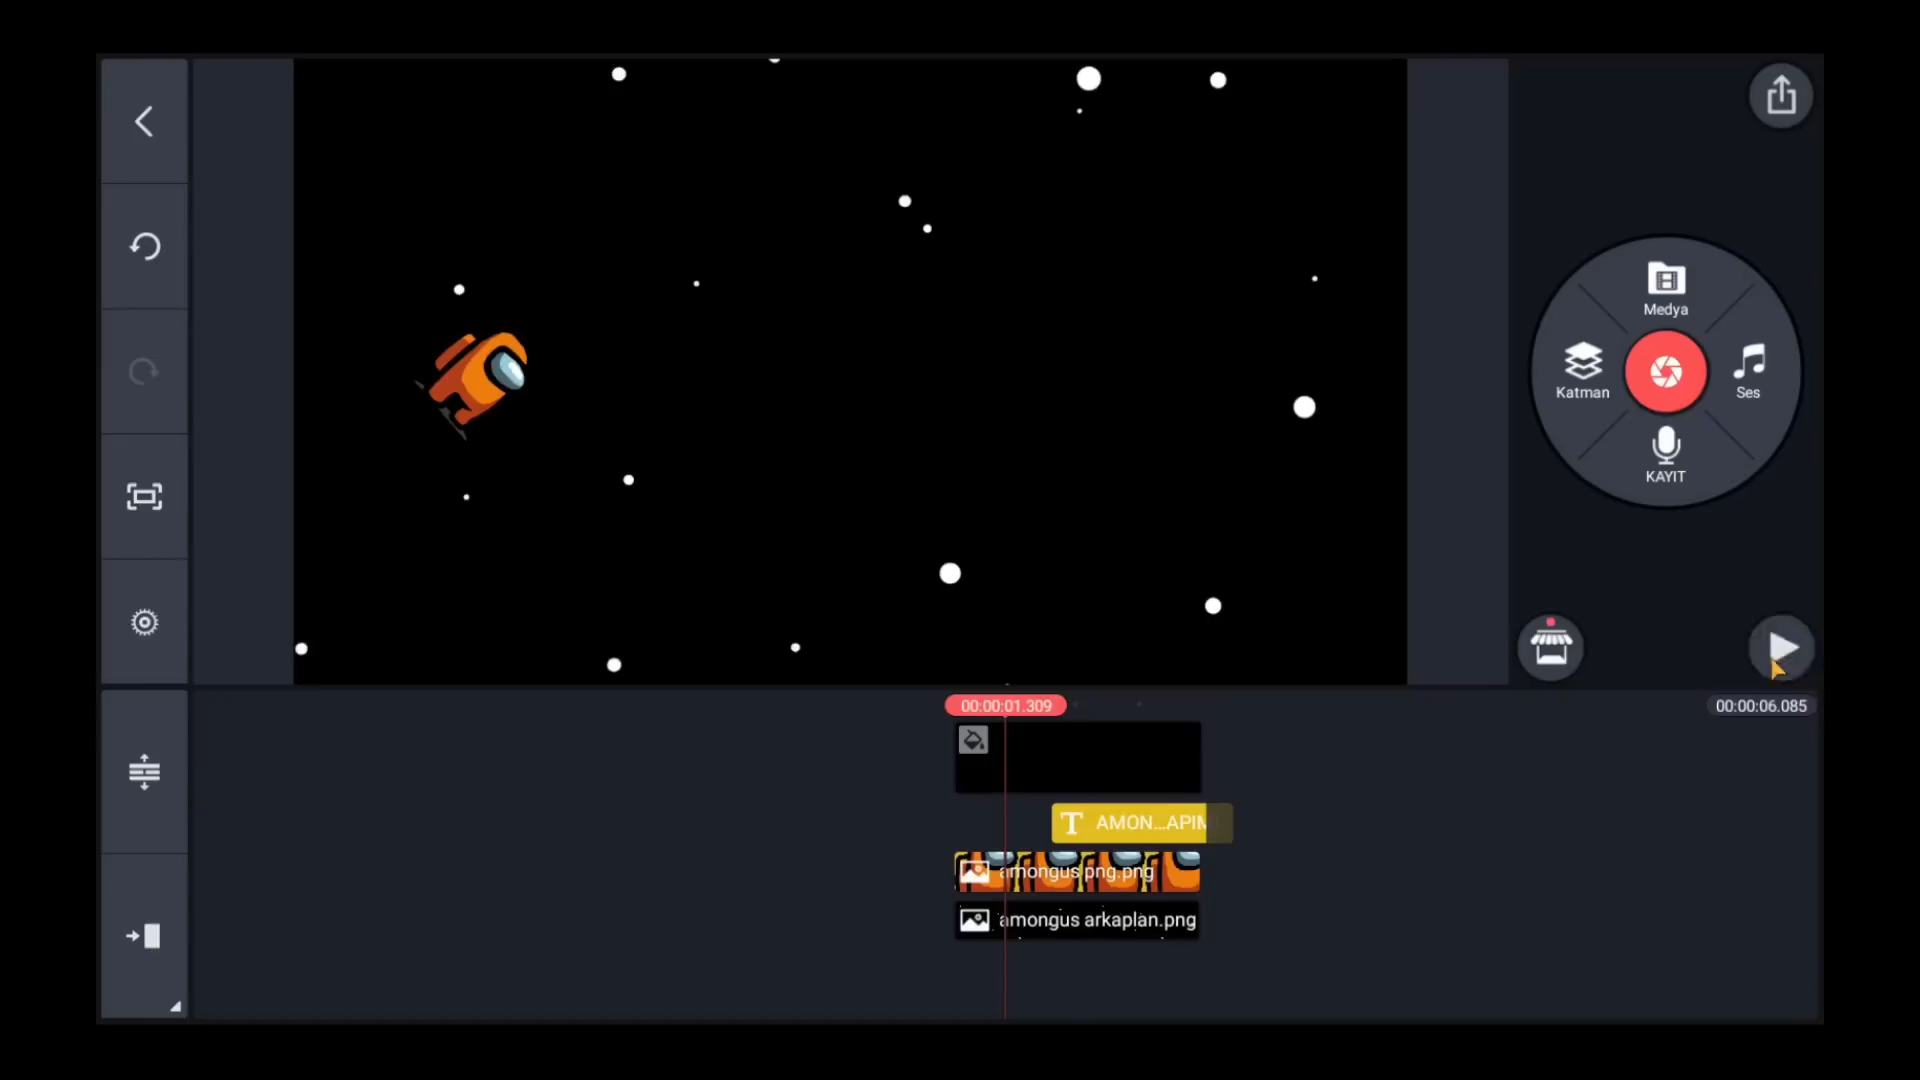 Medya
Katman
Ses
KAYIT
00:00:01.309
00:00:06.085
AMON...APIM
amongus png.png
amongus arkaplan.png